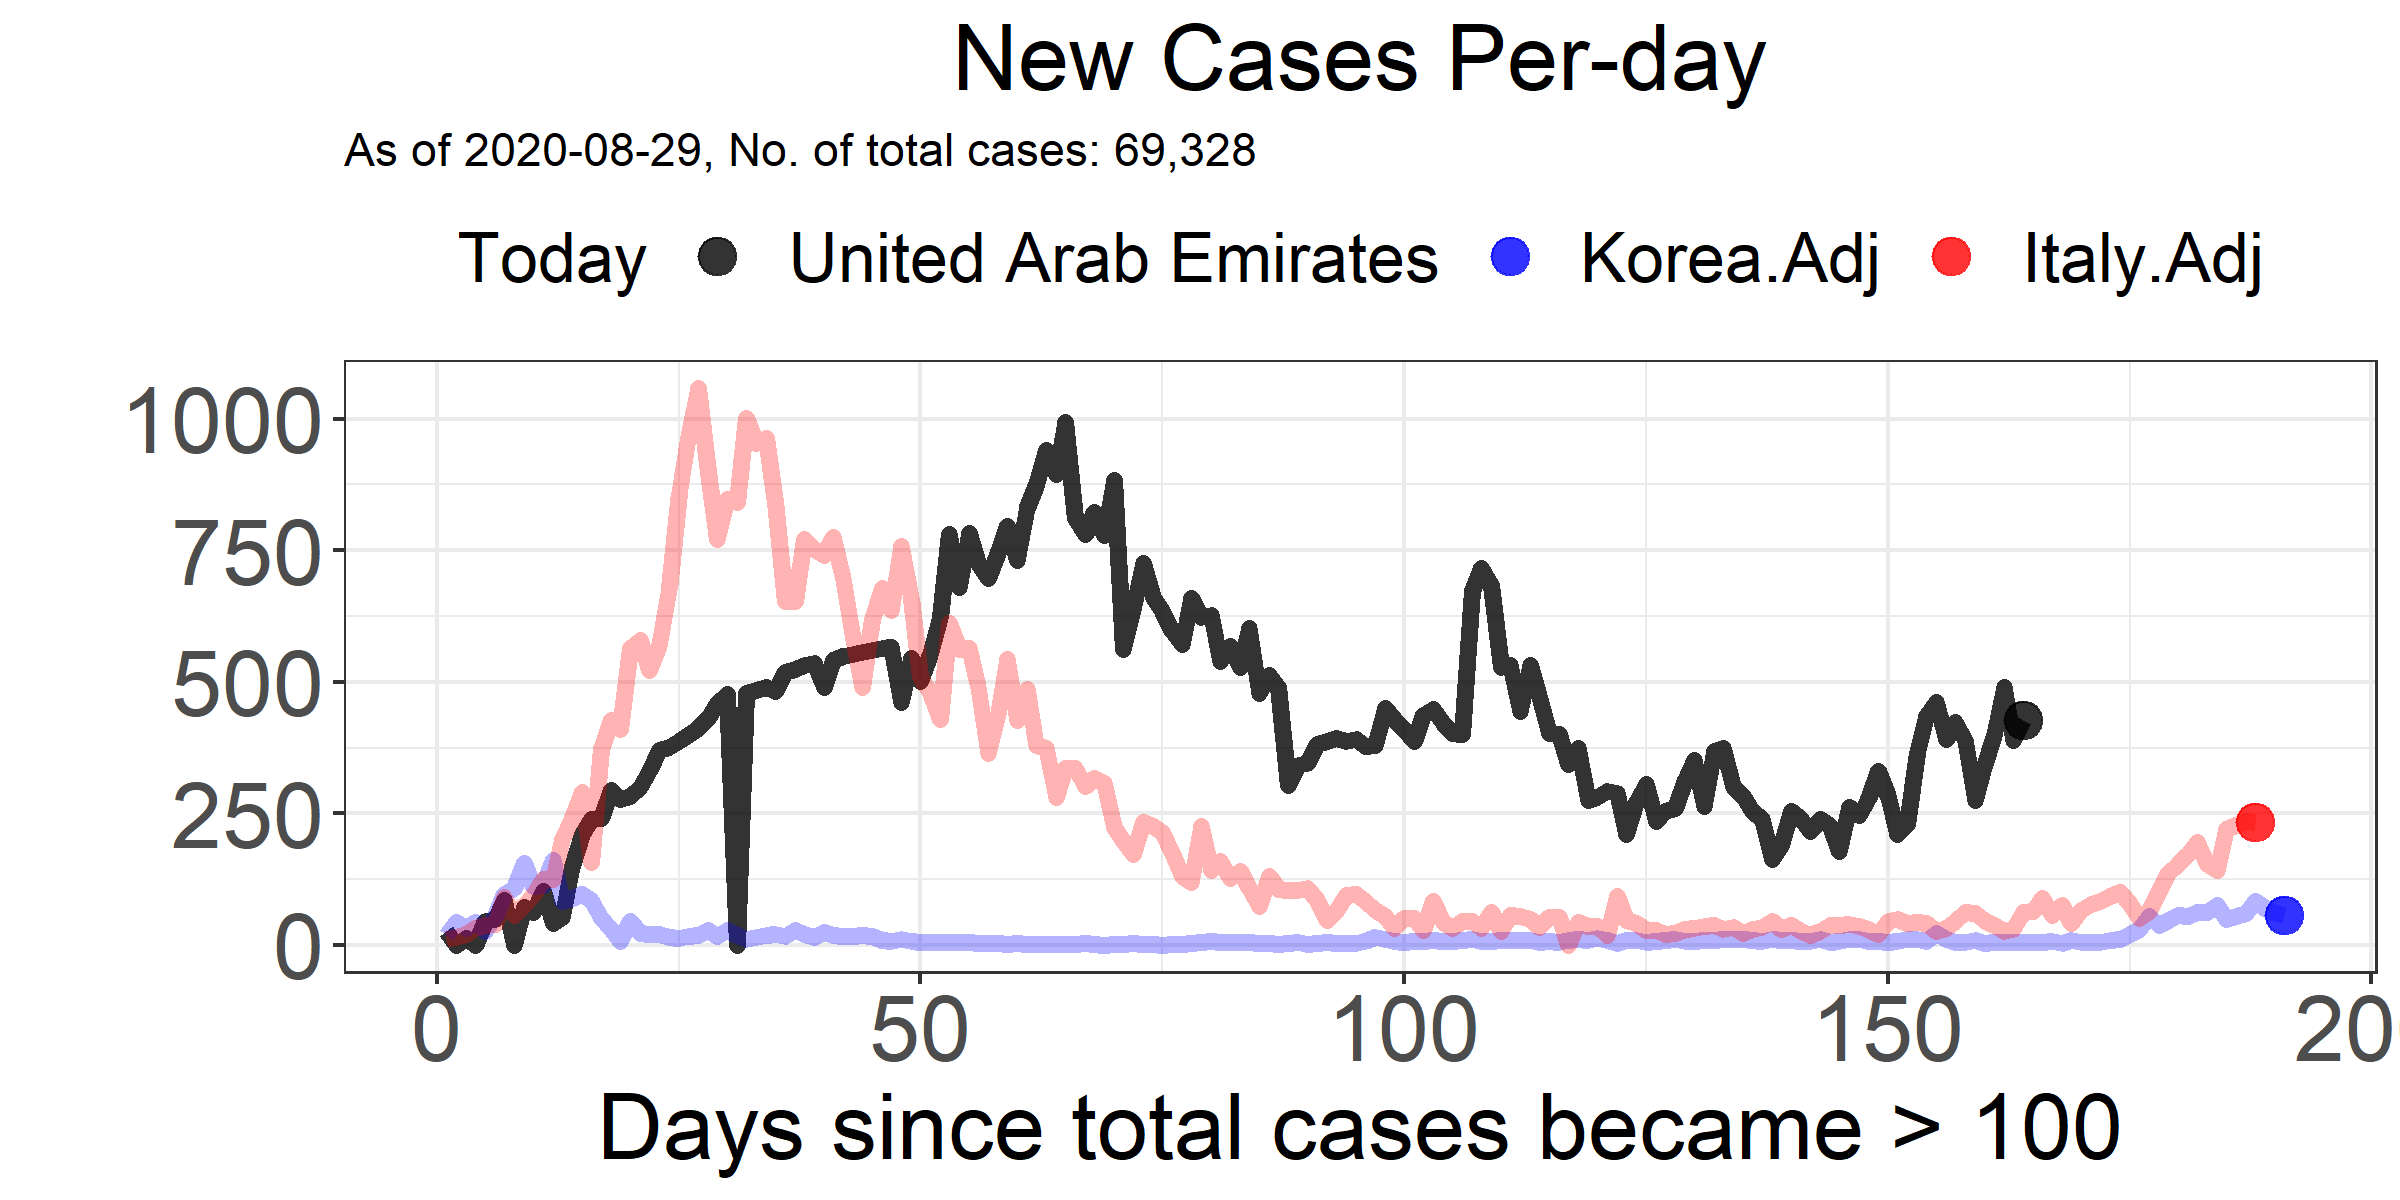 New Cases Per-day
As of 2020-08-29, No. of total cases: 69,328
Today United Arab Emirates Korea.Adj Italy.Adj
1000
750
500
250
0
0 50 100 150 20
Days since total cases became > 100